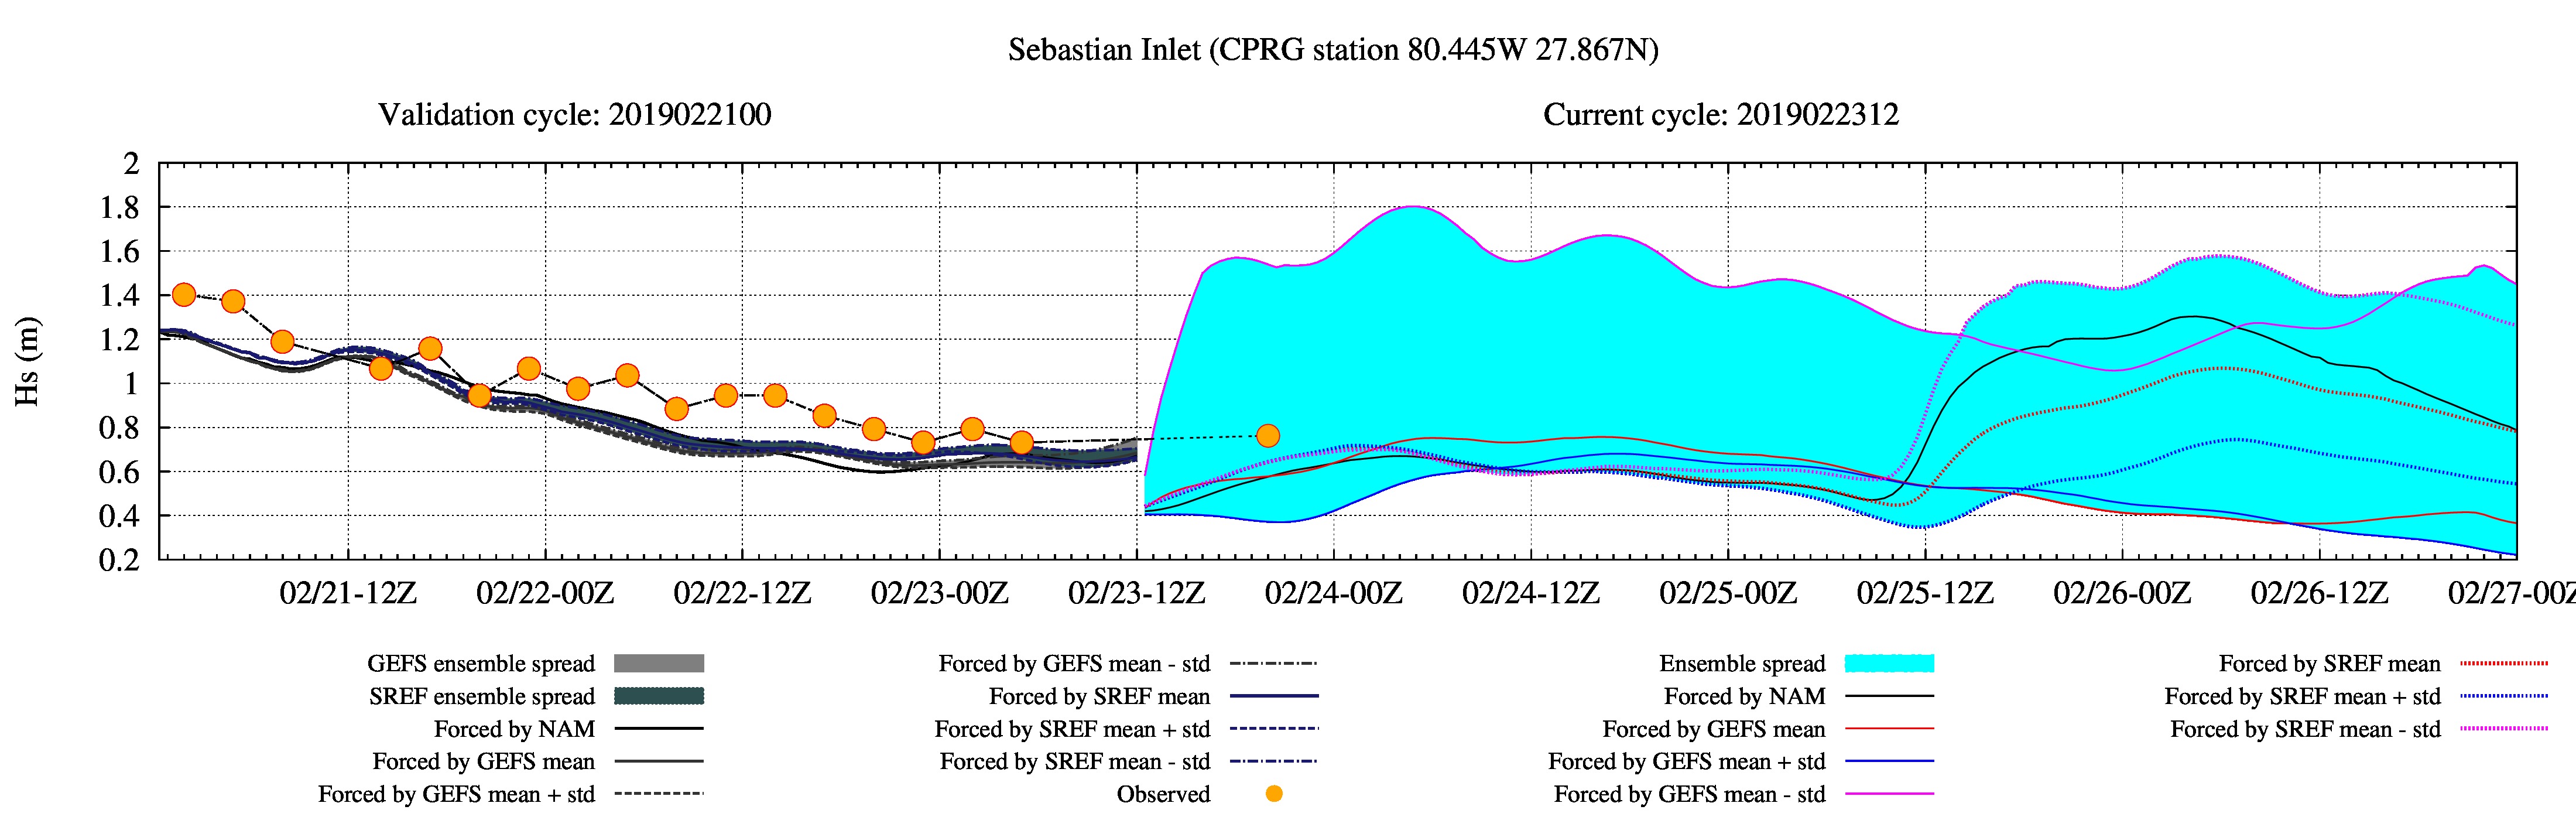 Sebastian Inlet (CPRG station 80.445W 27.867N)
Validation cycle: 2019022100
Current cycle: 2019022312
Hs (m)
2
1.8
1.6
1.4
1.2
1
0.8
0.6
0.4
0.2
02/21-12Z 02/22-00Z 02/22-12Z 02/23-00Z 02/23-12Z 02/24-00Z 02/24-12Z 02/25-00Z 02/25-12Z 02/26-00Z 02/26-12Z 02/27-00Z
GEFS ensemble spread
SREF ensemble spread
Forced by NAM
Forced by GEFS mean
Forced by GEFS mean + std
Forced by GEFS mean - std
Forced by SREF mean
Forced by SREF mean + std
Forced by SREF mean - std
Observed
Ensemble spread
Forced by NAM
Forced by GEFS mean
Forced by GEFS mean + std
Forced by GEFS mean - std
Forced by SREF mean
Forced by SREF mean + std
Forced by SREF mean - std